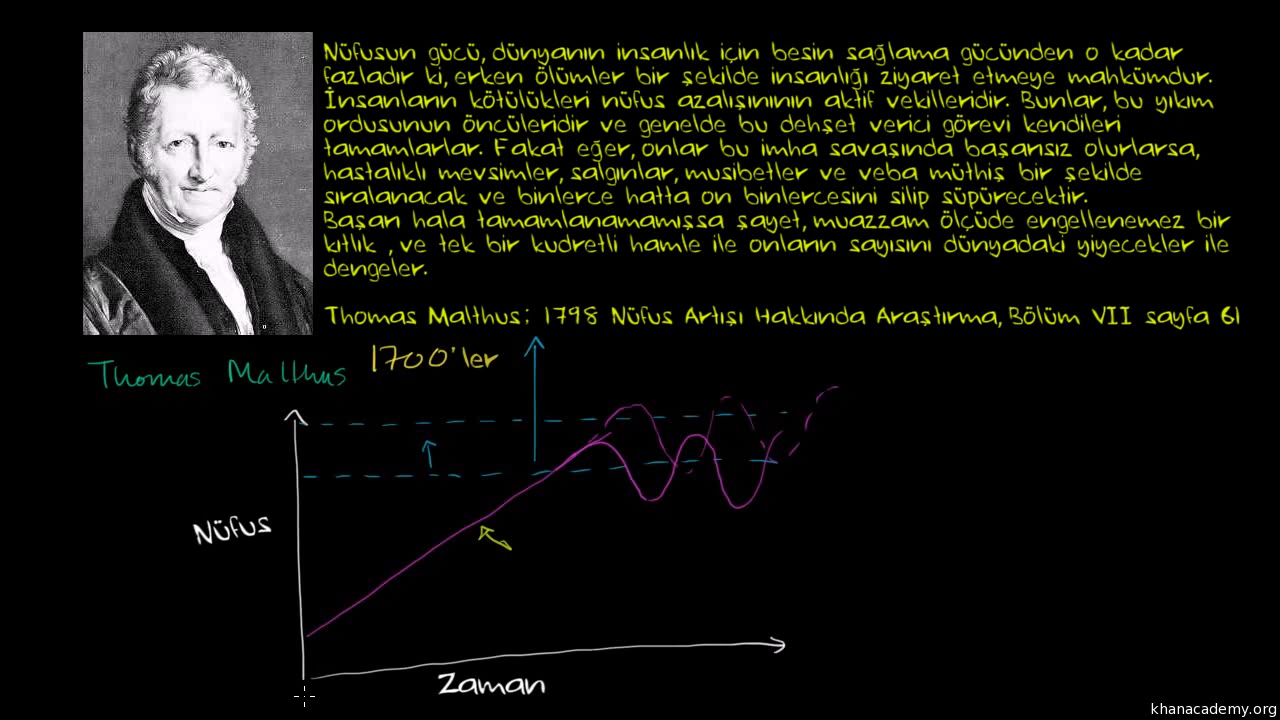 Nüfusun gücü, dünyanın insanlık için besin sağlama gücünden o kadar
fazladır ki, erken ölümler bir şekilde insanlığı ziyaret etmeye mahkümdur.
İnsanların kötülükleri nüfus azalışınının aktif vekilleridir. Bunlar, bu yıkım
ordusunun öncüleridir ve genelde bu dehşet verici görevi kendileri
tamamlarlar. Fakat eğer, onlar bu imha savaşında başarısız olurlarsa,
hastalıklı mevsimler, salgınlar, musibetler ve veba müthiş bir şekilde
sıralanacak ve binlerce hatta on binlercesini silip süpürecektir.
Başarı hala tamamlanamamışsa şayet, muazzam ölçüde engellenemez bir
kıtlık , ve tek bir kudretli hamle ile onların sayısını dünyadaki yiyecekler ile
dengeler.
Thomas Malthus; 1798 Nüfus Artışı Hakkında Araştırma, Bölüm VII sayfa 61
Thomas Malthus
1700'ler
Nüfus
Zaman
khanacademy.org